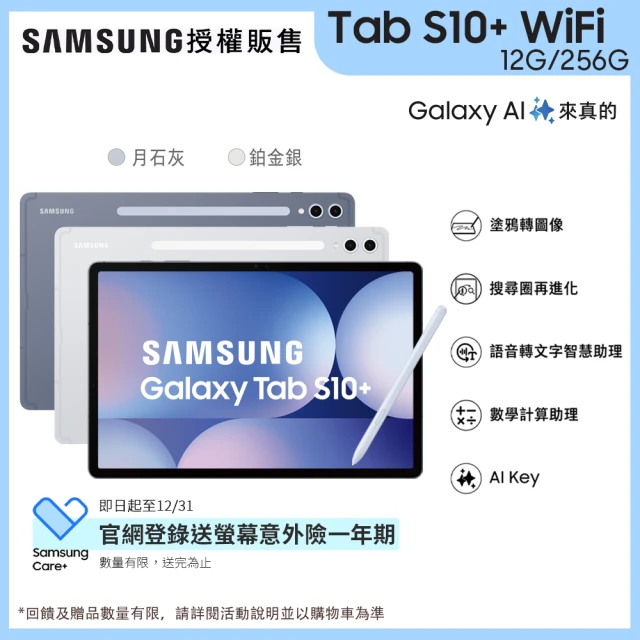 SAMSUNG授權販售
Tab S10+ WiFi
12G/256G
Galaxy AI 來真的
月石灰
鉑金銀
SAMSUNG
SAMSUNG
SAMSUNG
Galaxy Tab S10+
塗鴉轉圖像
搜尋圈再進化
語音轉文字智慧助理
數學計算助理
AI Key
即日起至12/31
官網登錄送螢幕意外險一年期
數量有限，送完為止
Samsung
Care+
*回饋及贈品數量有限，請詳閱活動說明並以購物車為準